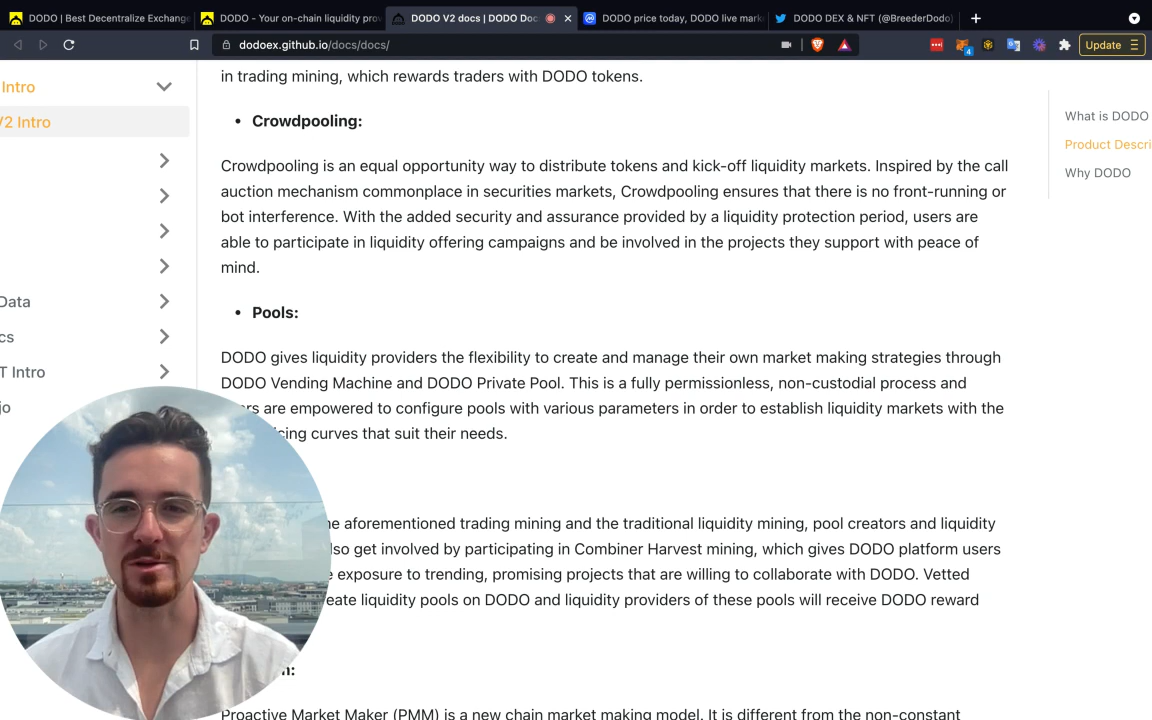 DODO | Best Decentralize Exchange
DODO - Your on-chain liquidity prov
DODO V2 docs | DODO Doc
DODO price today, DODO live mark
DODO DEX & NFT (@BreederDodo)
dodoex.github.io/docs/docs/
4
Update
Intro
V2 Intro
Data
cs
T Intro
jo
in trading mining, which rewards traders with DODO tokens.
• Crowdpooling:
Crowdpooling is an equal opportunity way to distribute tokens and kick-off liquidity markets. Inspired by the call
auction mechanism commonplace in securities markets, Crowdpooling ensures that there is no front-running or
bot interference. With the added security and assurance provided by a liquidity protection period, users are
able to participate in liquidity offering campaigns and be involved in the projects they support with peace of
mind.
• Pools:
DODO gives liquidity providers the flexibility to create and manage their own market making strategies through
DODO Vending Machine and DODO Private Pool. This is a fully permissionless, non-custodial process and
ers are empowered to configure pools with various parameters in order to establish liquidity markets with the
icing curves that suit their needs.
he aforementioned trading mining and the traditional liquidity mining, pool creators and liquidity
lso get involved by participating in Combiner Harvest mining, which gives DODO platform users
e exposure to trending, promising projects that are willing to collaborate with DODO. Vetted
eate liquidity pools on DODO and liquidity providers of these pools will receive DODO reward
n:
Proactive Market Maker (PMM) is a new chain market making model. It is different from the non-constant
What is DODO
Product Descri
Why DODO